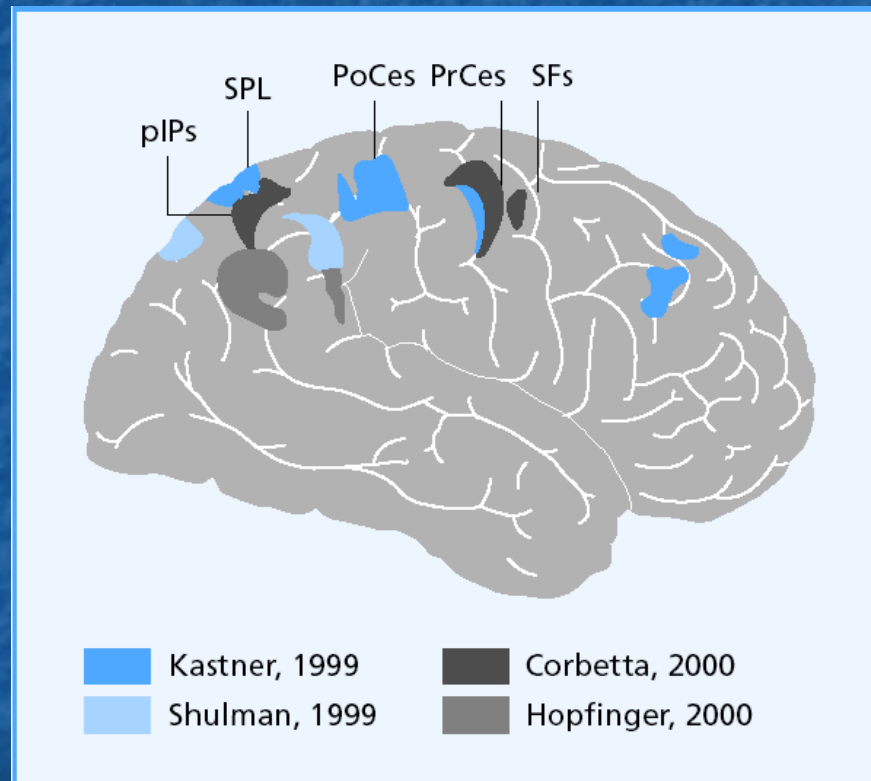 PoCes PrCes SFs
SPL
pIPs
Kastner, 1999 Corbetta, 2000
Shulman, 1999 Hopfinger, 2000